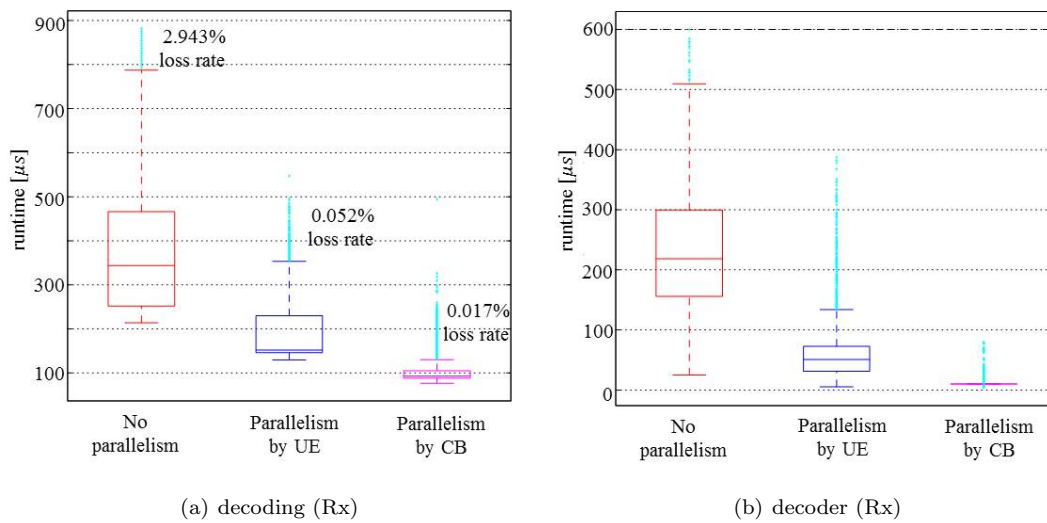 900
700
500
300
100
runtime [μs]
2.943%
loss rate
0.052%
loss rate
0.017%
loss rate
No
parallelism
Parallelism
by UE
Parallelism
by CB
(a) decoding (Rx)
600
500
400
300
200
100
0
runtime [μs]
No
parallelism
Parallelism
by UE
Parallelism
by CB
(b) decoder (Rx)